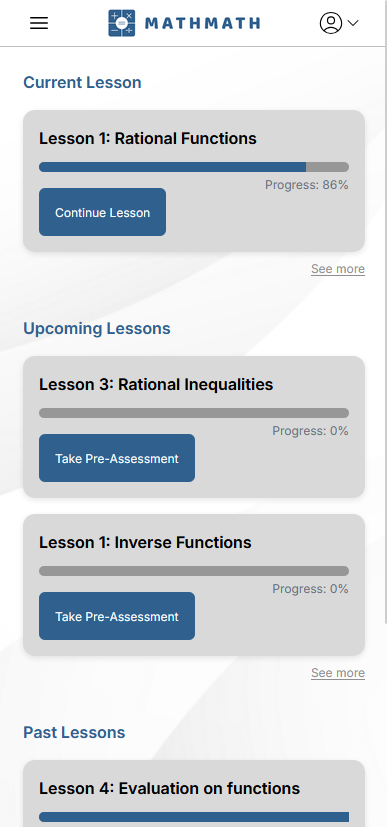 MATHMATH
Current Lesson
Lesson 1: Rational Functions
Progress: 86%
Continue Lesson
See more
Upcoming Lessons
Lesson 3: Rational Inequalities
Progress: 0%
Take Pre-Assessment
Lesson 1: Inverse Functions
Progress: 0%
Take Pre-Assessment
See more
Past Lessons
Lesson 4: Evaluation on functions